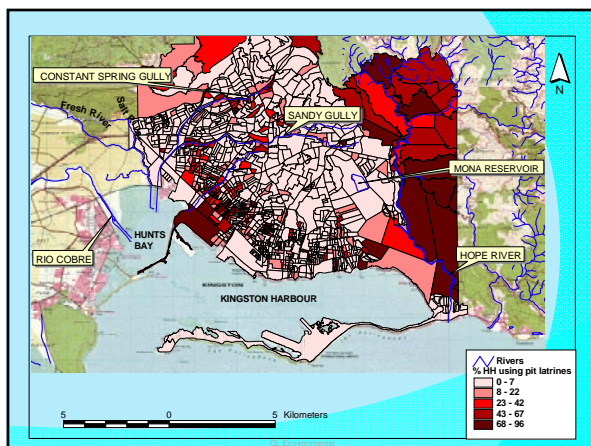 CONSTANT SPRING GULLY
Fresh River
Salt
SANDY GULLY
N
MONA RESERVOIR
HUNTS
BAY
RIO COBRE
HOPE RIVER
KINGSTON
KINGSTON HARBOUR
Rivers
% HH using pit latrines
0 - 7
8 - 22
23 - 42
43 - 67
68 - 96
5 0 5 Kilometers